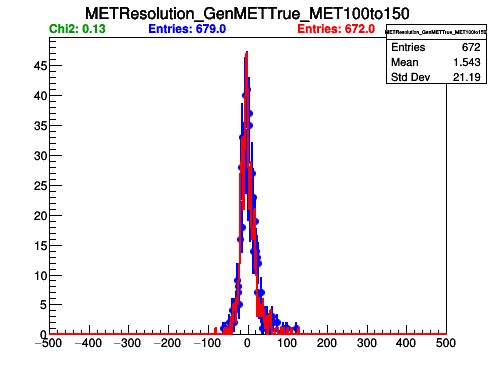 METResolution_GenMETTrue_MET100to150
Chi2: 0.13 Entries: 679.0 Entries: 672.0
METResolution_GenMETTrue_MET100to150
Entries 672
Mean 1.543
Std Dev 21.19
45
40
35
30
25
20
15
10
5
0
−500 −400 −300 −200 −100 0 100 200 300 400 500